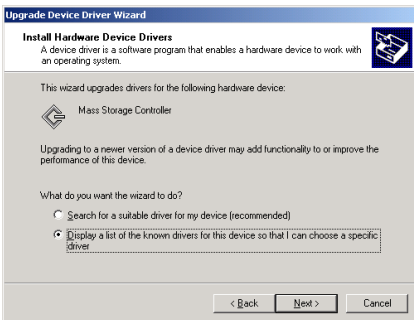 Upgrade Device Driver Wizard
Install Hardware Device Drivers
A device driver is a software program that enables a hardware device to work with
an operating system.
This wizard upgrades drivers for the following hardware device:
Mass Storage Controller
Upgrading to a newer version of a device driver may add functionality to or improve the
performance of this device.
What do you want the wizard to do?
Search for a suitable driver for my device (recommended)
Display a list of the known drivers for this device so that I can choose a specific
driver
< Back
Next >
Cancel